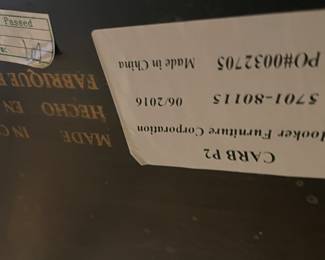 Passed
CARB P2
Hooker Furniture Corporation
5701-80115 06/2016
PO#0032705 Made in China
MADE IN C
HECHO EN
FABRIQUE